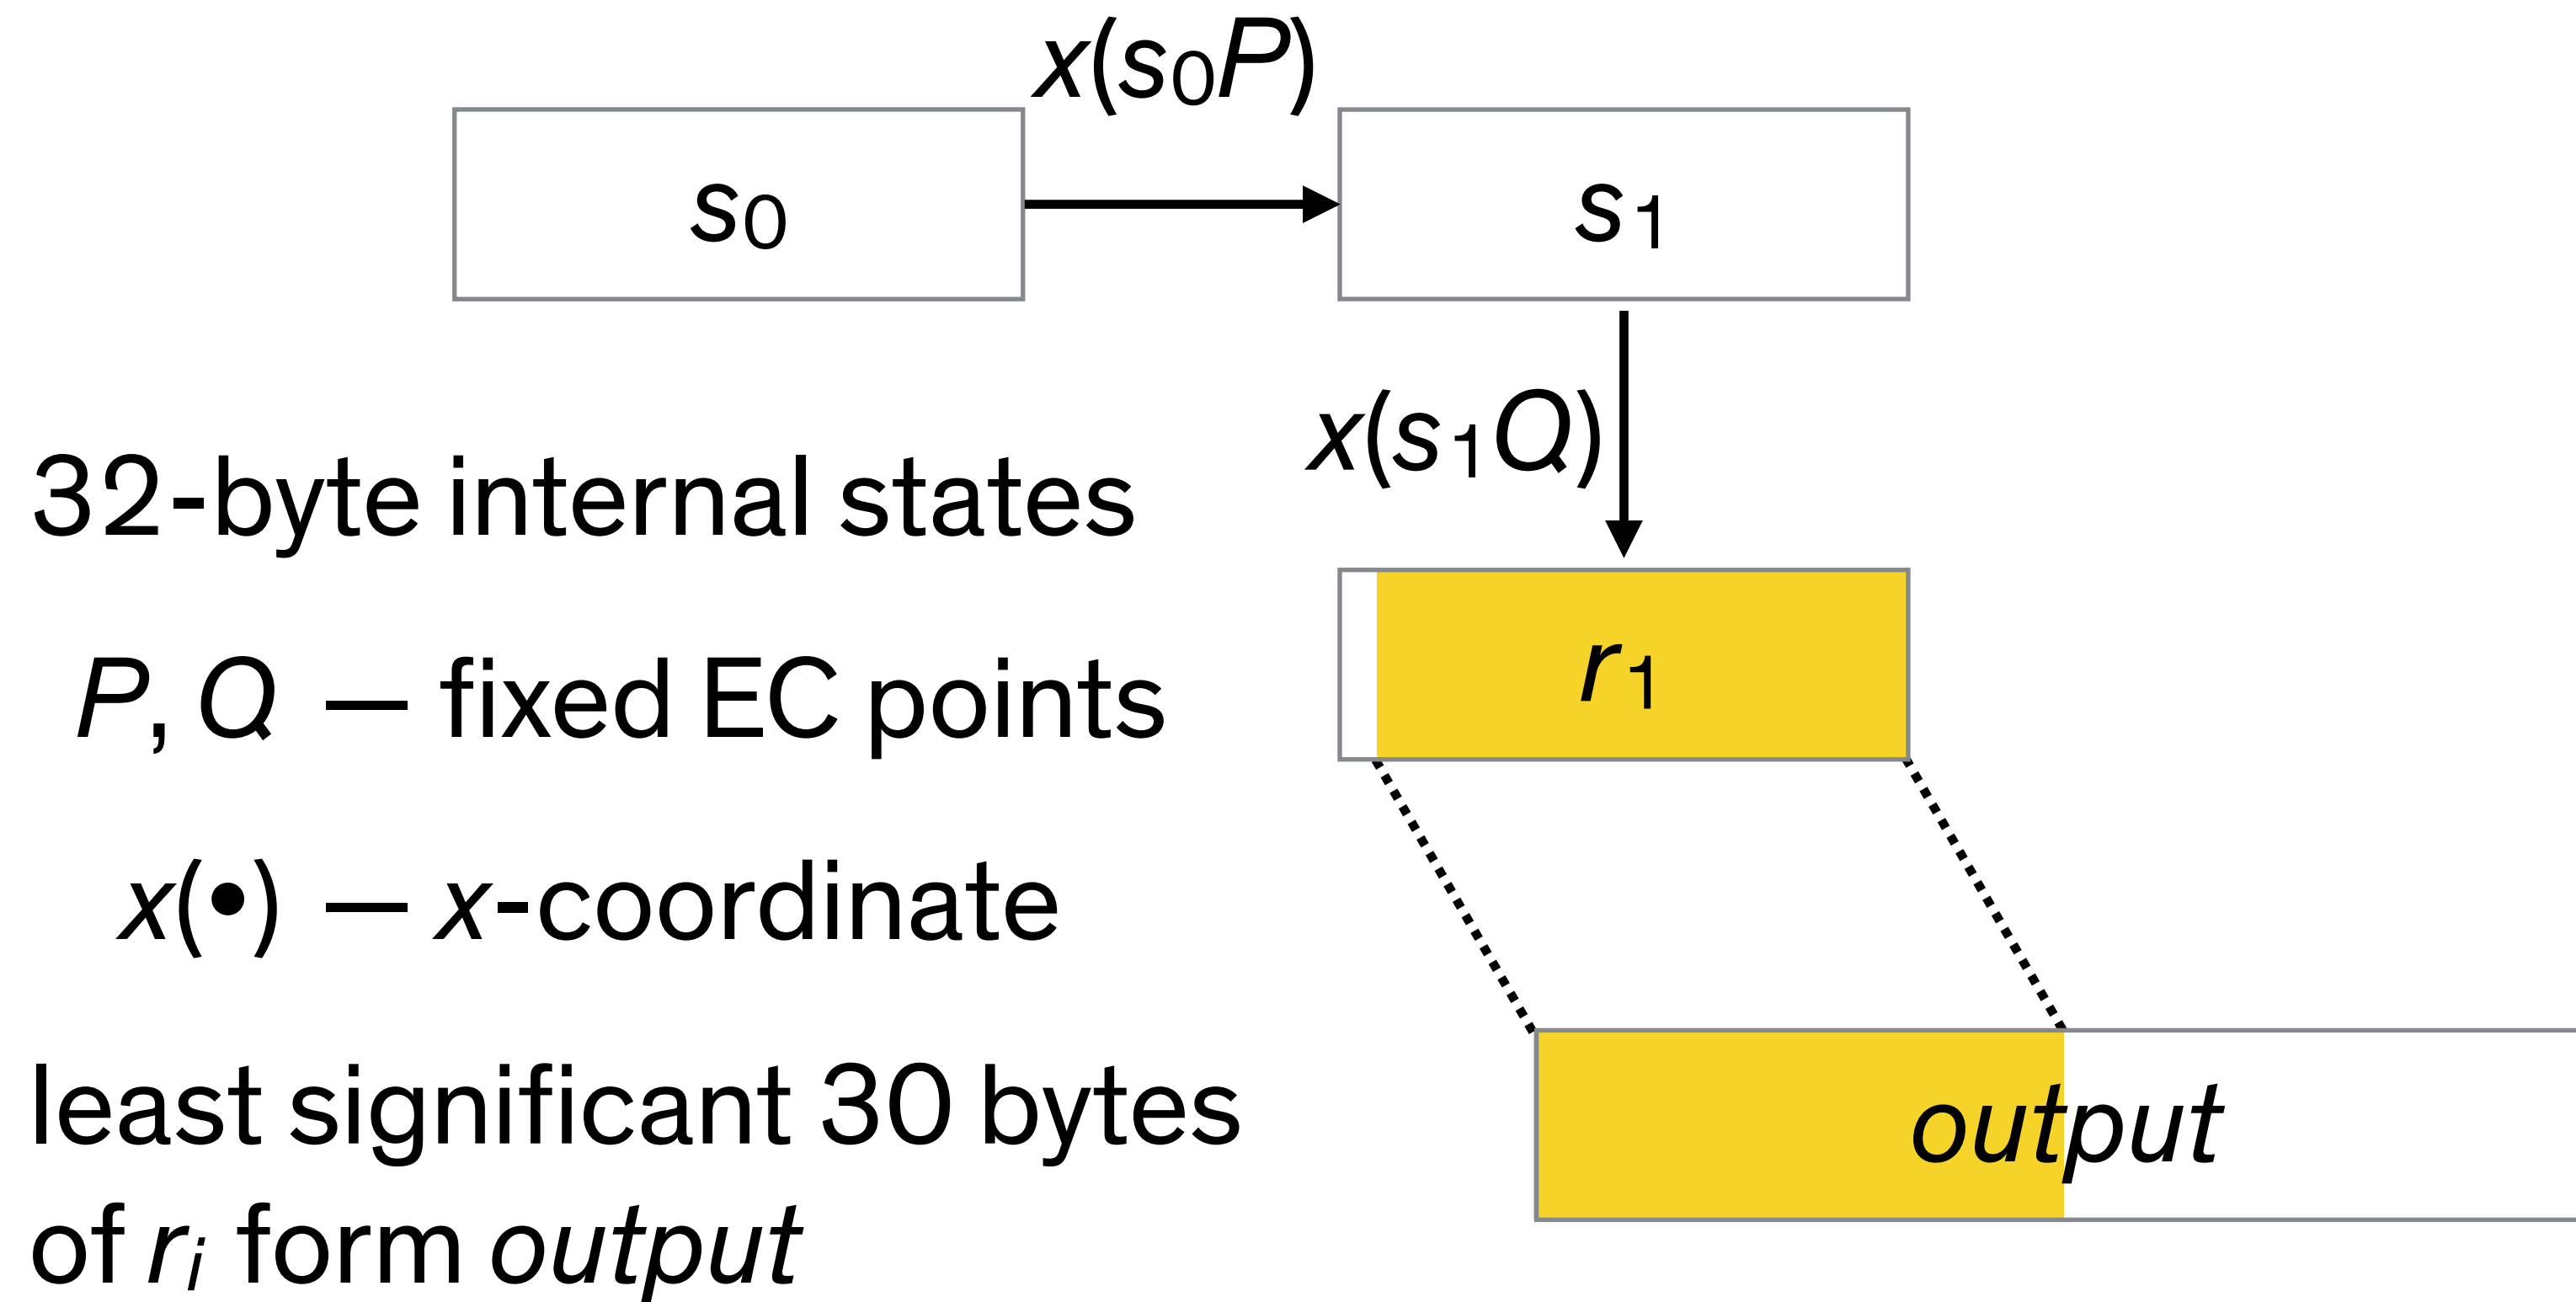 x(s₀P)
s₀
s₁
x(s₁Q)
32-byte internal states
P, Q — fixed EC points
r₁
x(•) — x-coordinate
least significant 30 bytes
of rᵢ form output
output